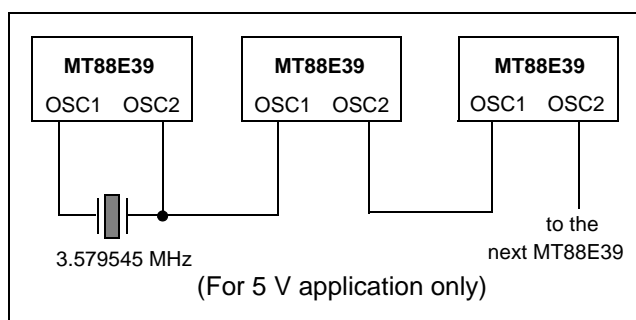 MT88E39 MT88E39 MT88E39
OSC1 OSC2 OSC1 OSC2 OSC1 OSC2
3.579545 MHz
to the
next MT88E39
(For 5 V application only)